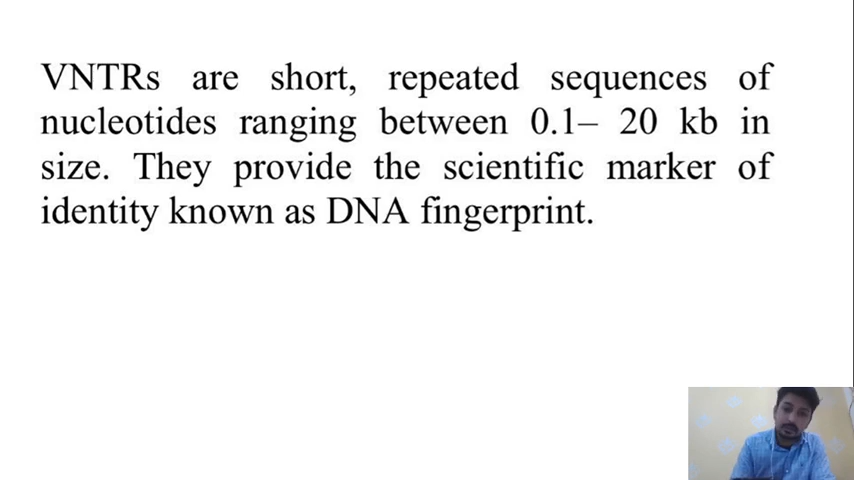 VNTRs are short, repeated sequences of
nucleotides ranging between 0.1– 20 kb in
size. They provide the scientific marker of
identity known as DNA fingerprint.